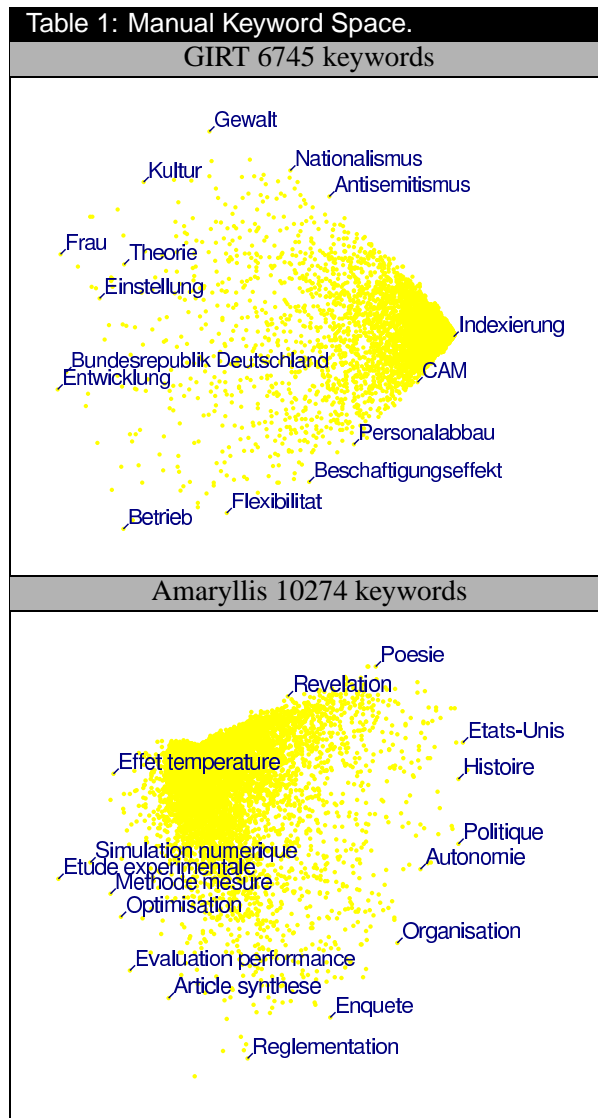 Table 1: Manual Keyword Space.
GIRT 6745 keywords
Gewalt
Nationalismus
Kultur
Antisemitismus
Frau
Theorie
Einstellung
Indexierung
Bundesrepublik Deutschland
CAM
Entwicklung
Personalabbau
Beschaftigungseffekt
Flexibilitat
Betrieb
Amaryllis 10274 keywords
Poesie
Revelation
Etats-Unis
Effet temperature
Histoire
Politique
Simulation numerique
Autonomie
Etude experimentale
Methode mesure
Optimisation
Organisation
Evaluation performance
Article synthese
Enquete
Reglementation